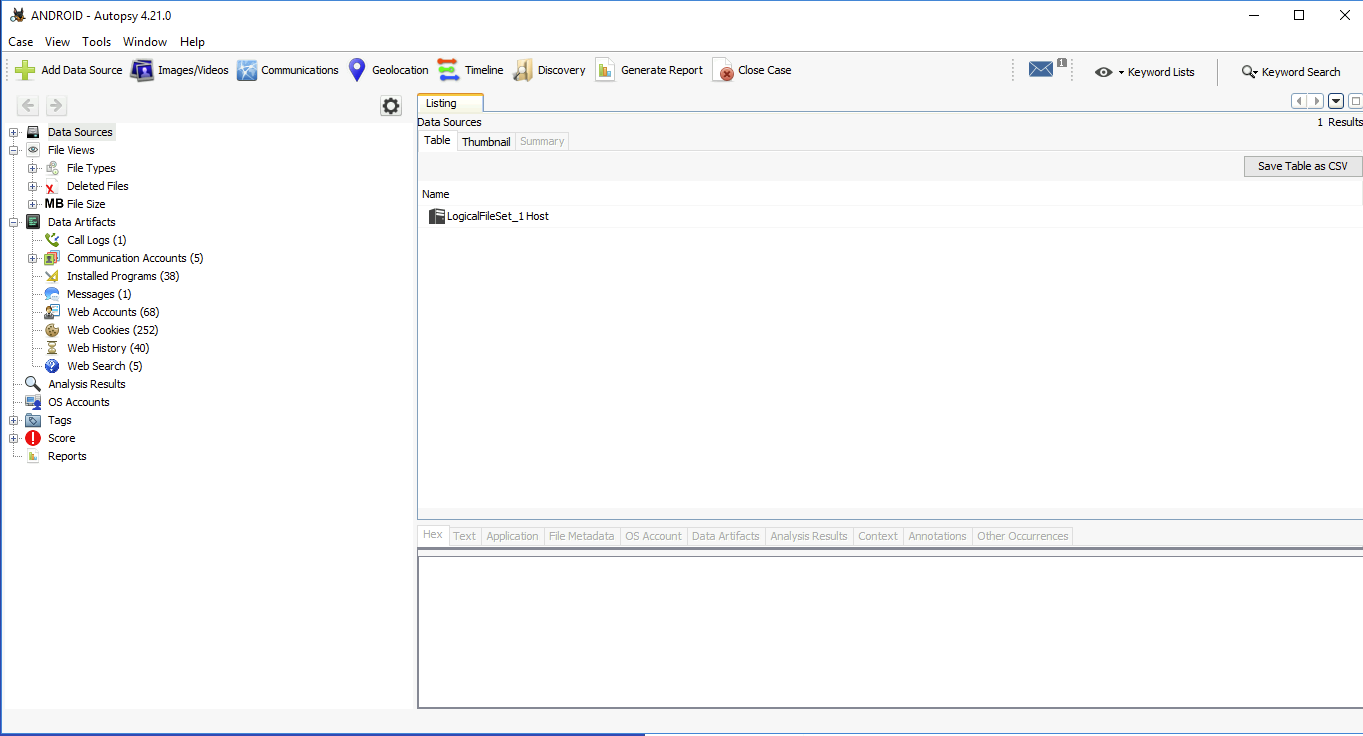 ANDROID - Autopsy 4.21.0
Case View Tools Window Help
Add Data Source Images/Videos Communications Geolocation Timeline Discovery Generate Report Close Case 1 Keyword Lists Keyword Search
Listing
Data Sources 1 Results
Table Thumbnail Summary
Save Table as CSV
Name
LogicalFileSet_1 Host
Data Sources
File Views
File Types
Deleted Files
MB File Size
Data Artifacts
Call Logs (1)
Communication Accounts (5)
Installed Programs (38)
Messages (1)
Web Accounts (68)
Web Cookies (252)
Web History (40)
Web Search (5)
Analysis Results
OS Accounts
Tags
Score
Reports
Hex Text Application File Metadata OS Account Data Artifacts Analysis Results Context Annotations Other Occurrences